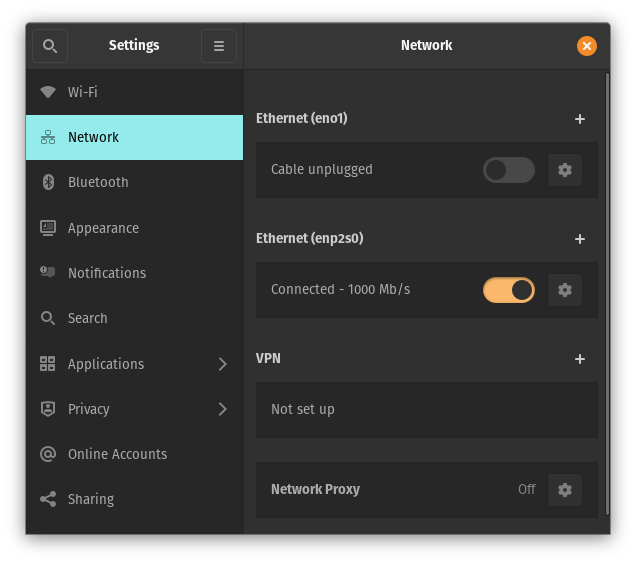 Settings
Network
Wi-Fi
Network
Bluetooth
Appearance
Notifications
Search
Applications
Privacy
Online Accounts
Sharing
Ethernet (eno1)
Cable unplugged
Ethernet (enp2s0)
Connected - 1000 Mb/s
VPN
Not set up
Network Proxy Off